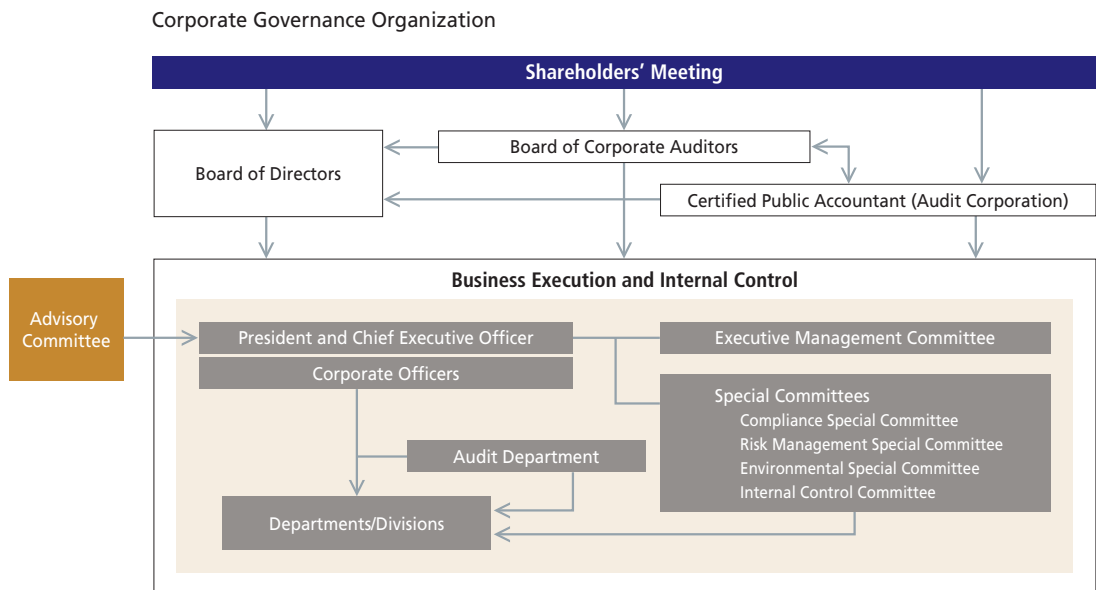 Corporate Governance Organization
Shareholders’ Meeting
Board of Directors
Board of Corporate Auditors
Certified Public Accountant (Audit Corporation)
Business Execution and Internal Control
Advisory
Committee
President and Chief Executive Officer
Executive Management Committee
Corporate Officers
Special Committees
Compliance Special Committee
Risk Management Special Committee
Environmental Special Committee
Internal Control Committee
Audit Department
Departments/Divisions